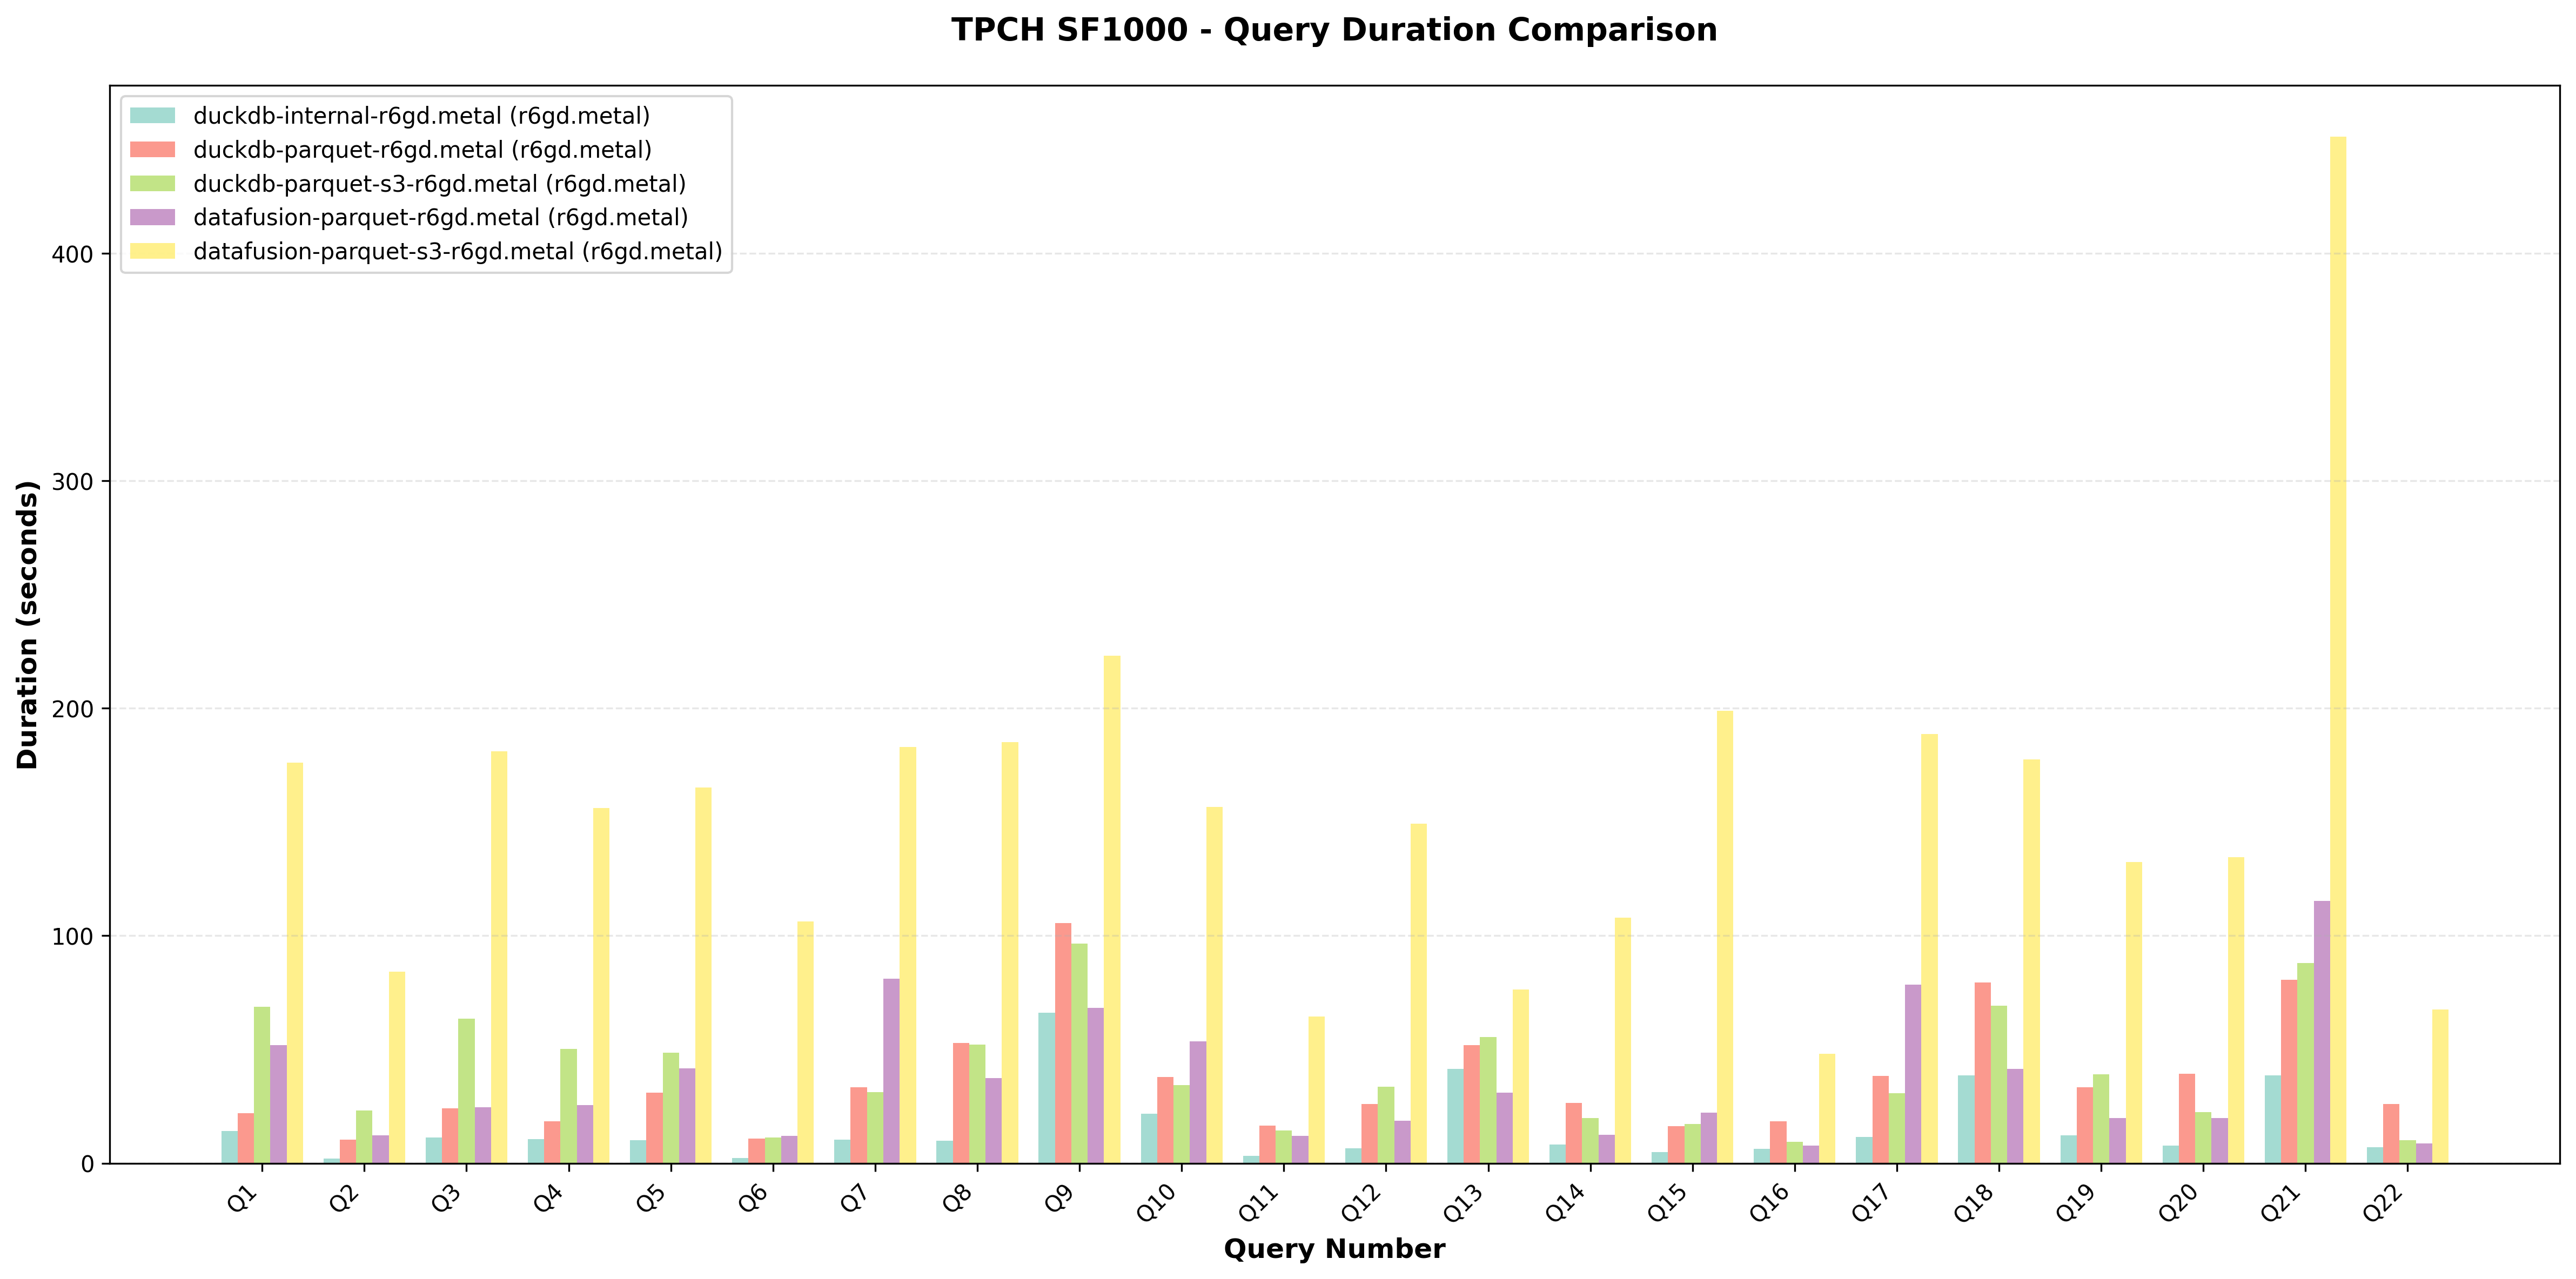 TPCH SF1000 - Query Duration Comparison
duckdb-internal-r6gd.metal (r6gd.metal)
duckdb-parquet-r6gd.metal (r6gd.metal)
duckdb-parquet-s3-r6gd.metal (r6gd.metal)
datafusion-parquet-r6gd.metal (r6gd.metal)
datafusion-parquet-s3-r6gd.metal (r6gd.metal)
Duration (seconds)
400
300
200
100
0
Q1 Q2 Q3 Q4 Q5 Q6 Q7 Q8 Q9 Q10 Q11 Q12 Q13 Q14 Q15 Q16 Q17 Q18 Q19 Q20 Q21 Q22
Query Number